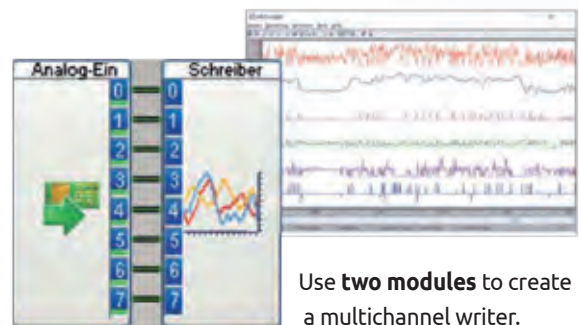 Analog-Ein Schreiber
0 0
1 1
2 2
3 3
4 4
5 5
6 6
7 7
Use two modules to create
a multichannel writer.